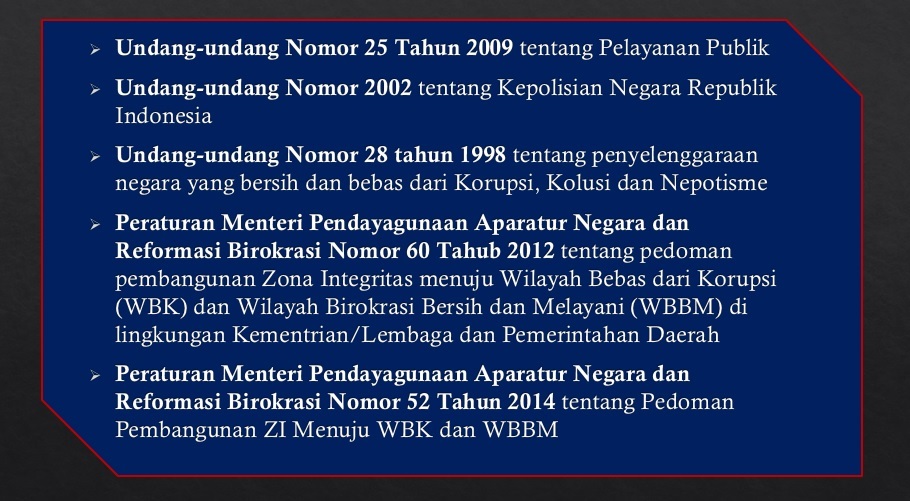 Undang-undang Nomor 25 Tahun 2009 tentang Pelayanan Publik
Undang-undang Nomor 2002 tentang Kepolisian Negara Republik
Indonesia
Undang-undang Nomor 28 tahun 1998 tentang penyelenggaraan
negara yang bersih dan bebas dari Korupsi, Kolusi dan Nepotisme
Peraturan Menteri Pendayagunaan Aparatur Negara dan
Reformasi Birokrasi Nomor 60 Tahub 2012 tentang pedoman
pembangunan Zona Integritas menuju Wilayah Bebas dari Korupsi
(WBK) dan Wilayah Birokrasi Bersih dan Melayani (WBBM) di
lingkungan Kementrian/Lembaga dan Pemerintahan Daerah
Peraturan Menteri Pendayagunaan Aparatur Negara dan
Reformasi Birokrasi Nomor 52 Tahun 2014 tentang Pedoman
Pembangunan ZI Menuju WBK dan WBBM